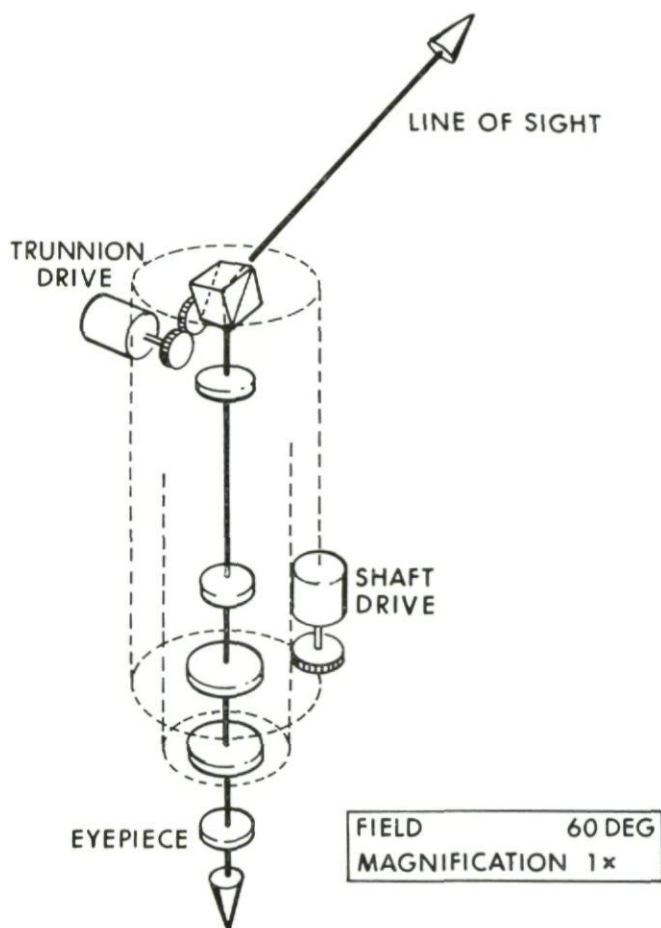 LINE OF SIGHT
TRUNNION
DRIVE
SHAFT
DRIVE
EYEPIECE
FIELD 60 DEG
MAGNIFICATION 1×